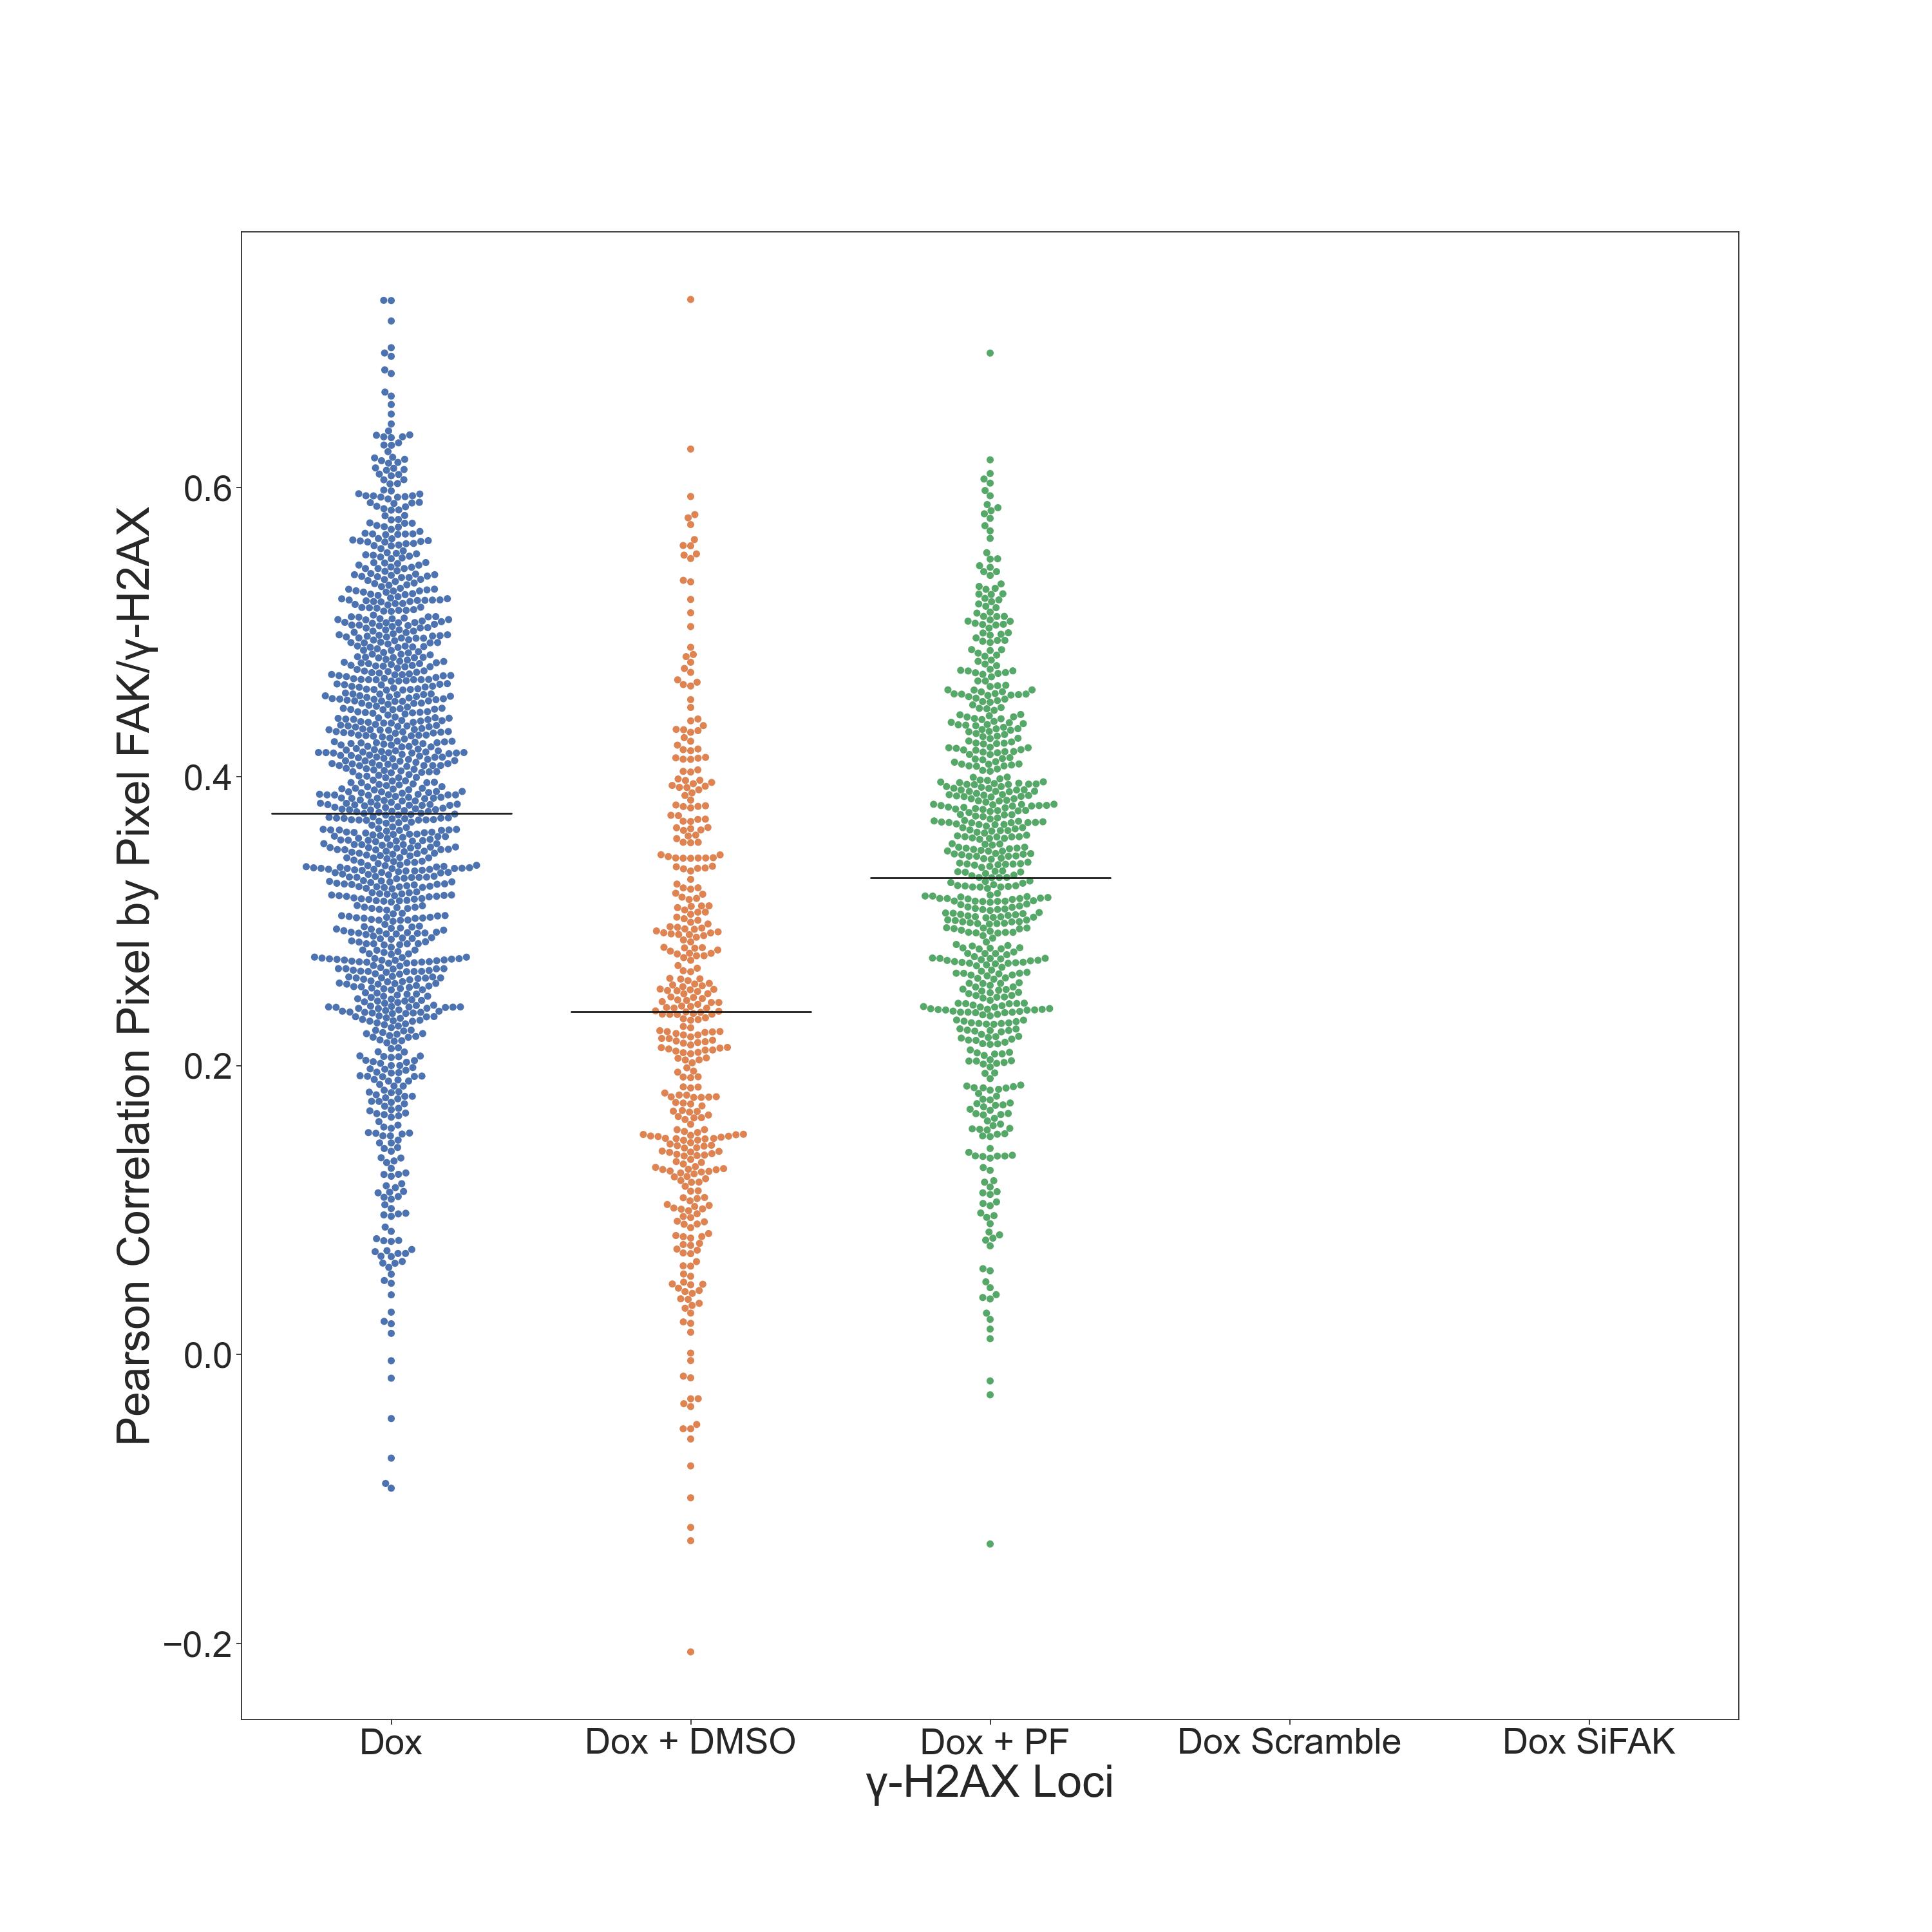 Pearson Correlation Pixel by Pixel FAK/γ-H2AX
0.6
0.4
0.2
0.0
−0.2
Dox
Dox + DMSO
Dox + PF
Dox Scramble
Dox SiFAK
γ-H2AX Loci